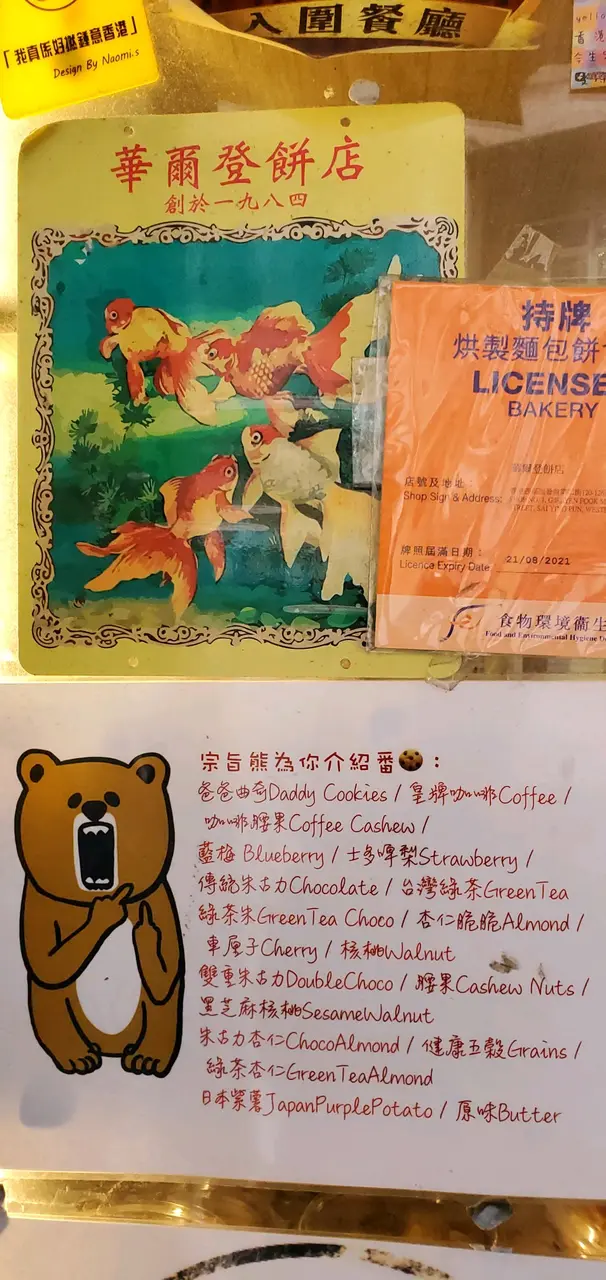 入圍餐廳
「我真係好撚鍾意香港」
Design By Naomi.s
華爾登餅店
創於一九八四
持牌
烘製麵包餅
LICENSE
BAKERY
店號及地址：
Shop Sign & Address:
牌照屆滿日期：
Licence Expiry Date
21/08/2021
食物環境衞生
Food and Environmental Hygiene
宗旨熊為你介紹番🍪：
爸爸曲奇Daddy Cookies / 皇牌咖啡Coffee /
咖啡腰果Coffee Cashew /
藍梅 Blueberry / 士多啤梨Strawberry /
傳統朱古力Chocolate / 台灣綠茶GreenTea
綠茶朱GreenTea Choco / 杏仁脆脆Almond /
車厘子Cherry / 核桃Walnut
雙重朱古力DoubleChoco / 腰果Cashew Nuts /
黑芝麻核桃SesameWalnut
朱古力杏仁ChocoAlmond / 健康五穀Grains /
綠茶杏仁GreenTeaAlmond
日本紫薯JapanPurplePotato / 原味Butter